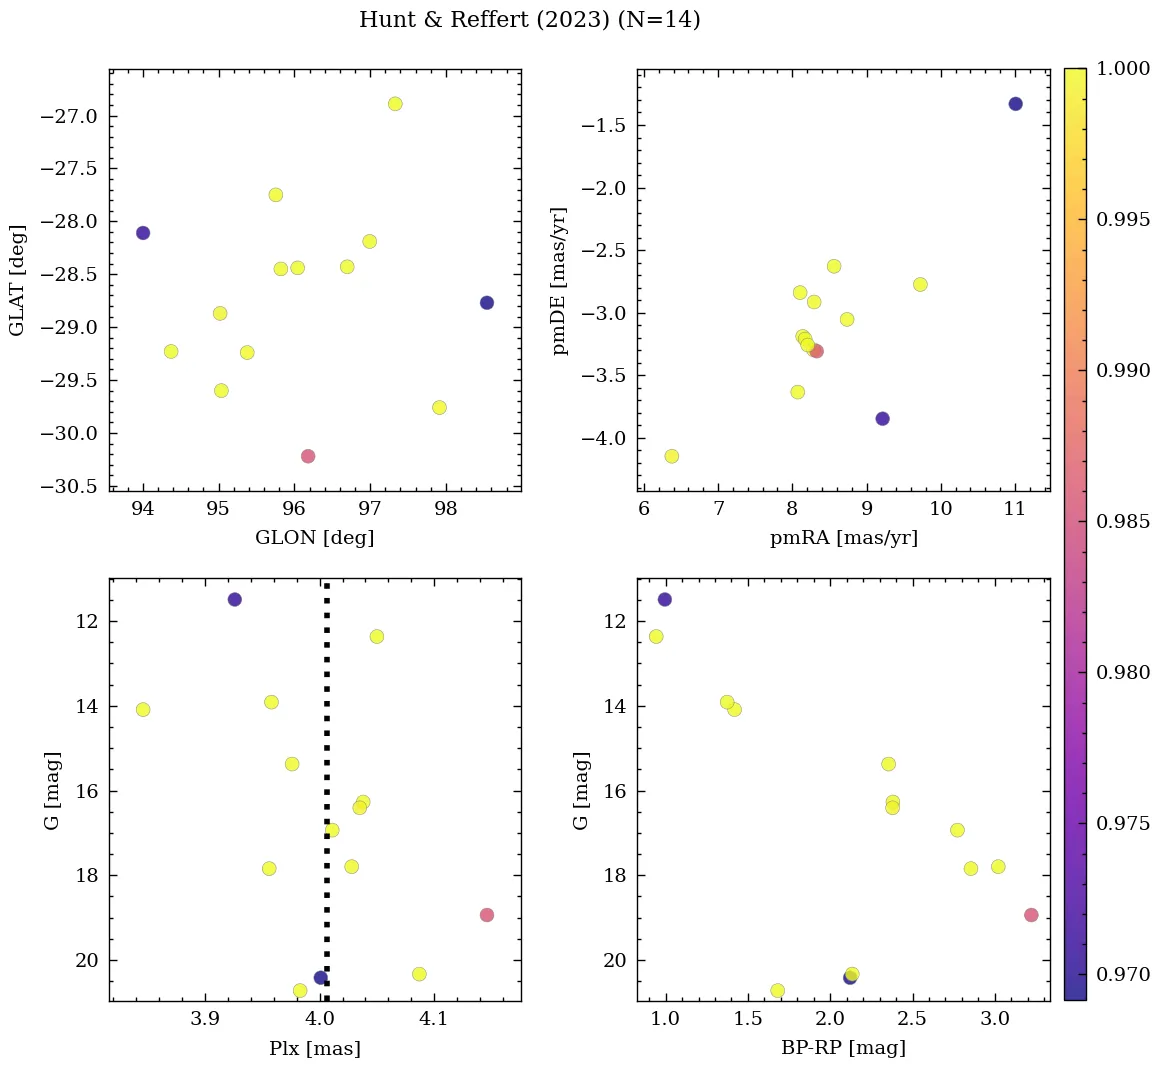 Hunt & Reffert (2023) (N=14)
GLAT [deg]
−27.0
−27.5
−28.0
−28.5
−29.0
−29.5
−30.0
−30.5
94 95 96 97 98
GLON [deg]
pmDE [mas/yr]
−1.5
−2.0
−2.5
−3.0
−3.5
−4.0
6 7 8 9 10 11
pmRA [mas/yr]
G [mag]
12
14
16
18
20
3.9 4.0 4.1
Plx [mas]
G [mag]
12
14
16
18
20
1.0 1.5 2.0 2.5 3.0
BP-RP [mag]
1.000
0.995
0.990
0.985
0.980
0.975
0.970